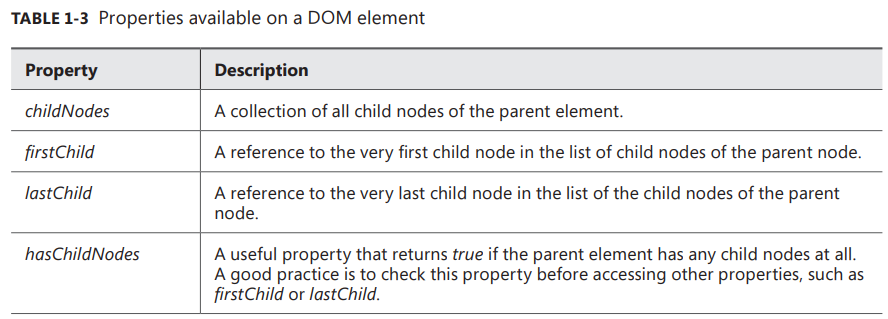 TABLE 1-3 Properties available on a DOM element
Property Description
childNodes A collection of all child nodes of the parent element.
firstChild A reference to the very first child node in the list of child nodes of the parent node.
lastChild A reference to the very last child node in the list of the child nodes of the parent
node.
hasChildNodes A useful property that returns true if the parent element has any child nodes at all.
A good practice is to check this property before accessing other properties, such as
firstChild or lastChild.